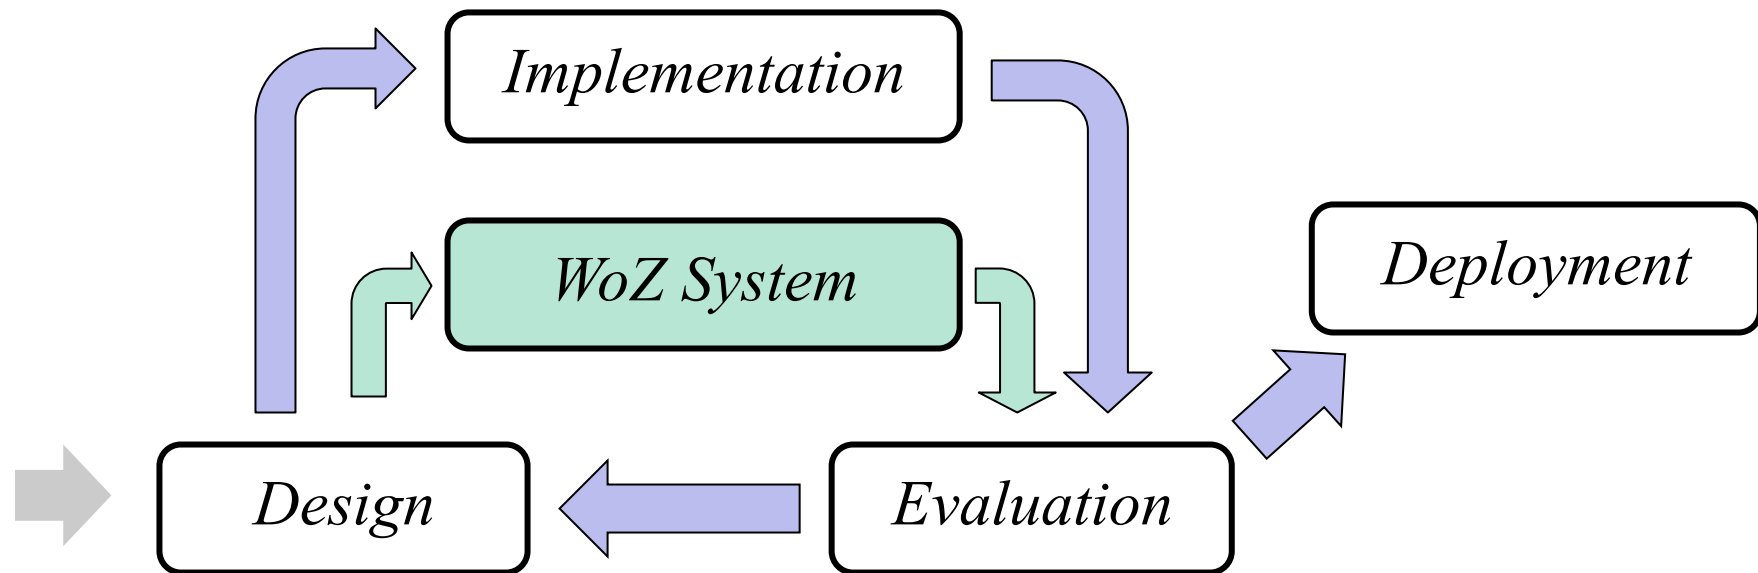 Implementation
WoZ System
Deployment
Design
Evaluation